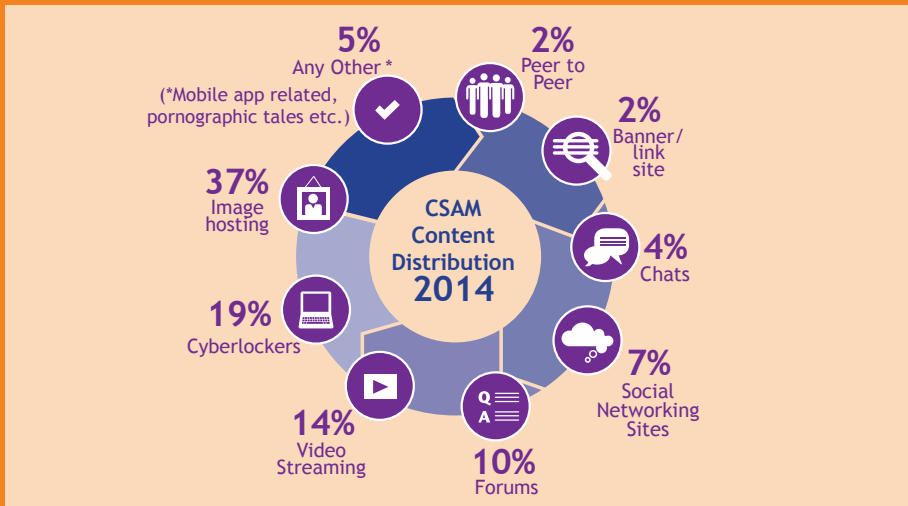 5%
Any Other *
(*Mobile app related,
pornographic tales etc.)
2%
Peer to
Peer
2%
Banner/
link
site
4%
Chats
7%
Social
Networking
Sites
Q
A
10%
Forums
14%
Video
Streaming
19%
Cyberlockers
37%
Image
hosting
CSAM
Content
Distribution
2014